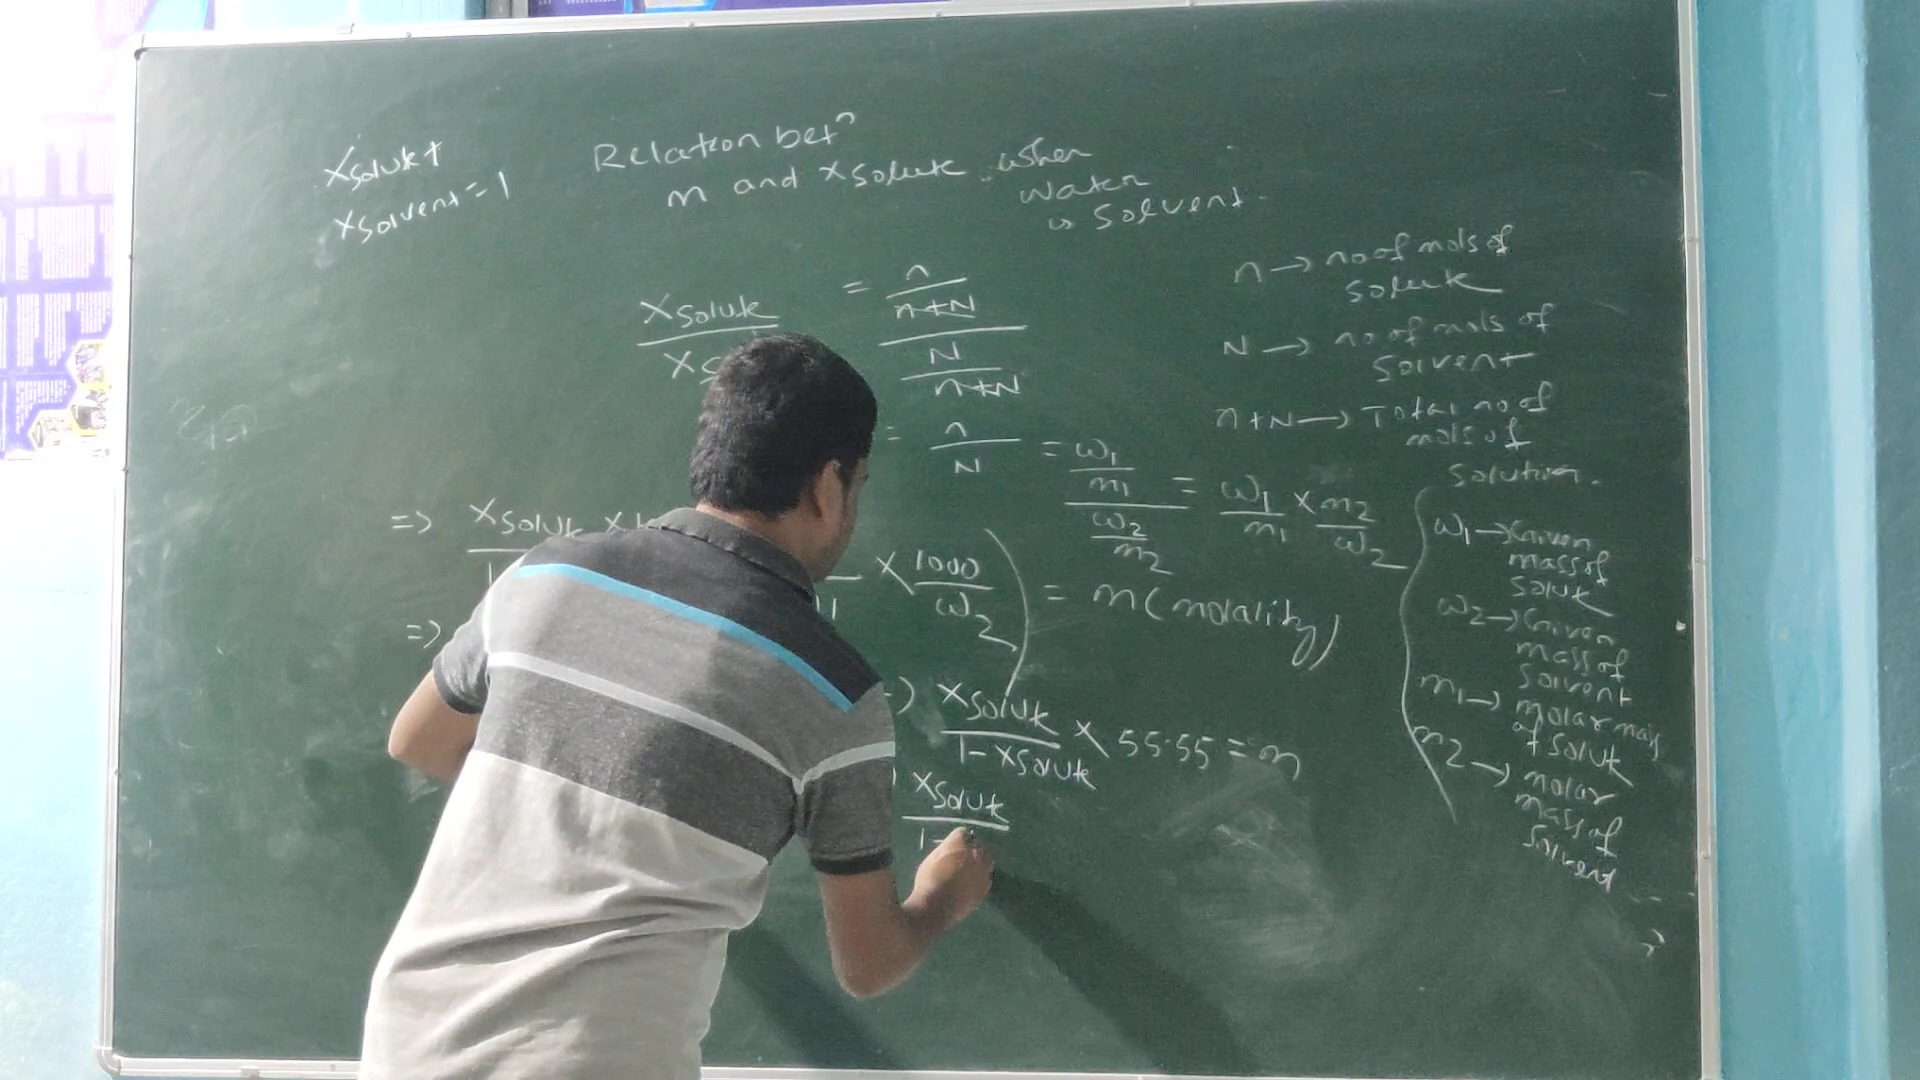 Xsolute +
Xsolvent = 1
Relation betn
m and xsolute when
water
is solvent.
Xsolute = n
n+N
N
n+N
= n
N
= ω1
m1
ω2
m2
= ω1 × m2
m1 ω2
=> Xsolute ×
1
× 1000
ω2
= m (molality)
=>
Xsolute × 55.55 = m
1 - Xsolute
Xsolute
1 -
n → no of mols of
solute
N → no of mols of
solvent
n+N → Total no of
mols of
solution.
ω1 → Given
mass of
solute
ω2 → Given
mass of
solvent
m1 → molar mass
of solute
m2 → molar
mass of
solvent